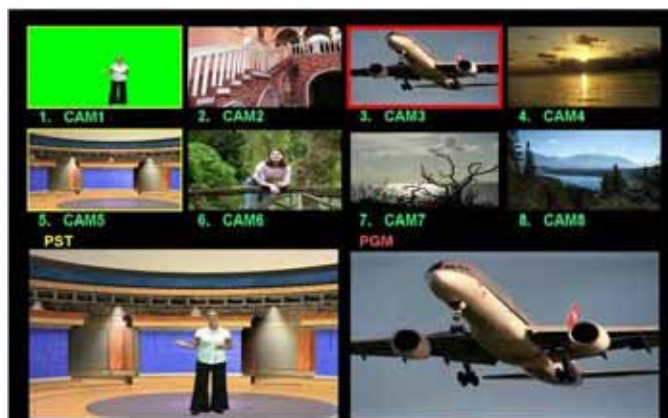 1. CAM1
2. CAM2
3. CAM3
4. CAM4
5. CAM5
6. CAM6
7. CAM7
8. CAM8
PST
PGM